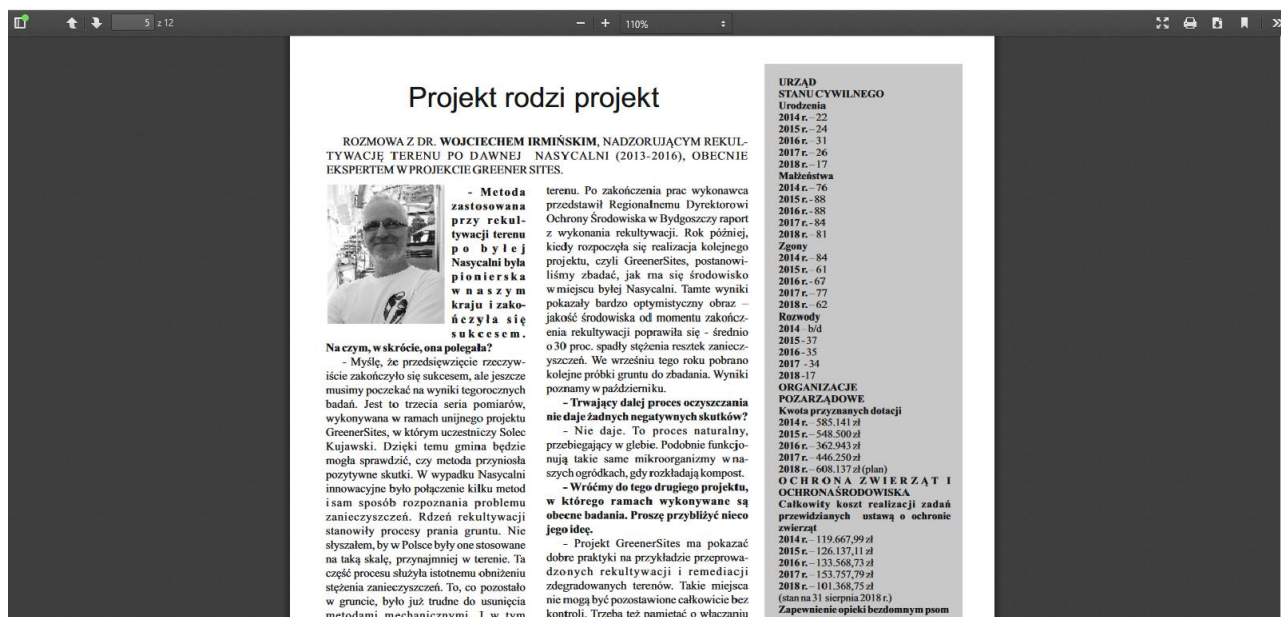 5 z 12
110%
Projekt rodzi projekt
ROZMOWA Z DR. WOJCIECHEM IRMIŃSKIM, NADZORUJĄCYM REKUL-
TYWACJĘ TERENU PO DAWNEJ NASYCALNI (2013-2016), OBECNIE
EKSPERTEM W PROJEKCIE GREENER SITES.
- Metoda
zastosowana
przy rekul-
tywacji terenu
po byłej
Nasycalni była
pionierska
w naszym
kraju i zako-
ńczyła się
sukcesem.
Na czym, w skrócie, ona polegała?
- Myślę, że przedsięwzięcie rzeczyw-
iście zakończyło się sukcesem, ale jeszcze
musimy poczekać na wyniki tegorocznych
badań. Jest to trzecia seria pomiarów,
wykonywana w ramach unijnego projektu
GreenerSites, w którym uczestniczy Solec
Kujawski. Dzięki temu gmina będzie
mogła sprawdzić, czy metoda przyniosła
pozytywne skutki. W wypadku Nasycalni
innowacyjne było połączenie kilku metod
i sam sposób rozpoznania problemu
zanieczyszczeń. Rdzeń rekultywacji
stanowiły procesy prania gruntu. Nie
słyszałem, by w Polsce były one stosowane
na taką skalę, przynajmniej w terenie. Ta
część procesu służyła istotnemu obniżeniu
stężenia zanieczyszczeń. To, co pozostało
w gruncie, było już trudne do usunięcia
metodami mechanicznymi. I w tym
terenu. Po zakończenia prac wykonawca
przedstawił Regionalnemu Dyrektorowi
Ochrony Środowiska w Bydgoszczy raport
z wykonania rekultywacji. Rok później,
kiedy rozpoczęła się realizacja kolejnego
projektu, czyli GreenerSites, postanowi-
liśmy zbadać, jak ma się środowisko
w miejscu byłej Nasycalni. Tamte wyniki
pokazały bardzo optymistyczny obraz –
jakość środowiska od momentu zakończ-
enia rekultywacji poprawiła się - średnio
o 30 proc. spadły stężenia resztek zaniecz-
yszczeń. We wrześniu tego roku pobrano
kolejne próbki gruntu do zbadania. Wyniki
poznamy w październiku.
– Trwający dalej proces oczyszczania
nie daje żadnych negatywnych skutków?
- Nie daje. To proces naturalny,
przebiegający w glebie. Podobnie funkcjo-
nują takie same mikroorganizmy w na-
szych ogródkach, gdy rozkładają kompost.
– Wróćmy do tego drugiego projektu,
w którego ramach wykonywane są
obecne badania. Proszę przybliżyć nieco
jego ideę.
- Projekt GreenerSites ma pokazać
dobre praktyki na przykładzie przeprowa-
dzonych rekultywacji i remediacji
zdegradowanych terenów. Takie miejsca
nie mogą być pozostawione całkowicie bez
kontroli. Trzeba też pamiętać o włączaniu
URZĄD
STANU CYWILNEGO
Urodzenia
2014 r. – 22
2015 r. – 24
2016 r. – 31
2017 r. – 26
2018 r. – 17
Małżeństwa
2014 r. – 76
2015 r. - 88
2016 r. - 88
2017 r. - 84
2018 r. – 81
Zgony
2014 r. – 84
2015 r. – 61
2016 r. - 67
2017 r. – 77
2018 r. – 62
Rozwody
2014 – b/d
2015 - 37
2016 - 35
2017 - 34
2018 -17
ORGANIZACJE
POZARZĄDOWE
Kwota przyznanych dotacji
2014 r. – 585.141 zł
2015 r. – 548.500 zł
2016 r. – 362.943 zł
2017 r. – 446.250 zł
2018 r. – 608.137 zł (plan)
OCHRONA ZWIERZĄT I
OCHRONA ŚRODOWISKA
Całkowity koszt realizacji zadań
przewidzianych ustawą o ochronie
zwierząt
2014 r. – 119.667,99 zł
2015 r. – 126.137,11 zł
2016 r. – 133.568,73 zł
2017 r. – 153.757,79 zł
2018 r. – 101.368,75 zł
(stan na 31 sierpnia 2018 r.)
Zapewnienie opieki bezdomnym psom